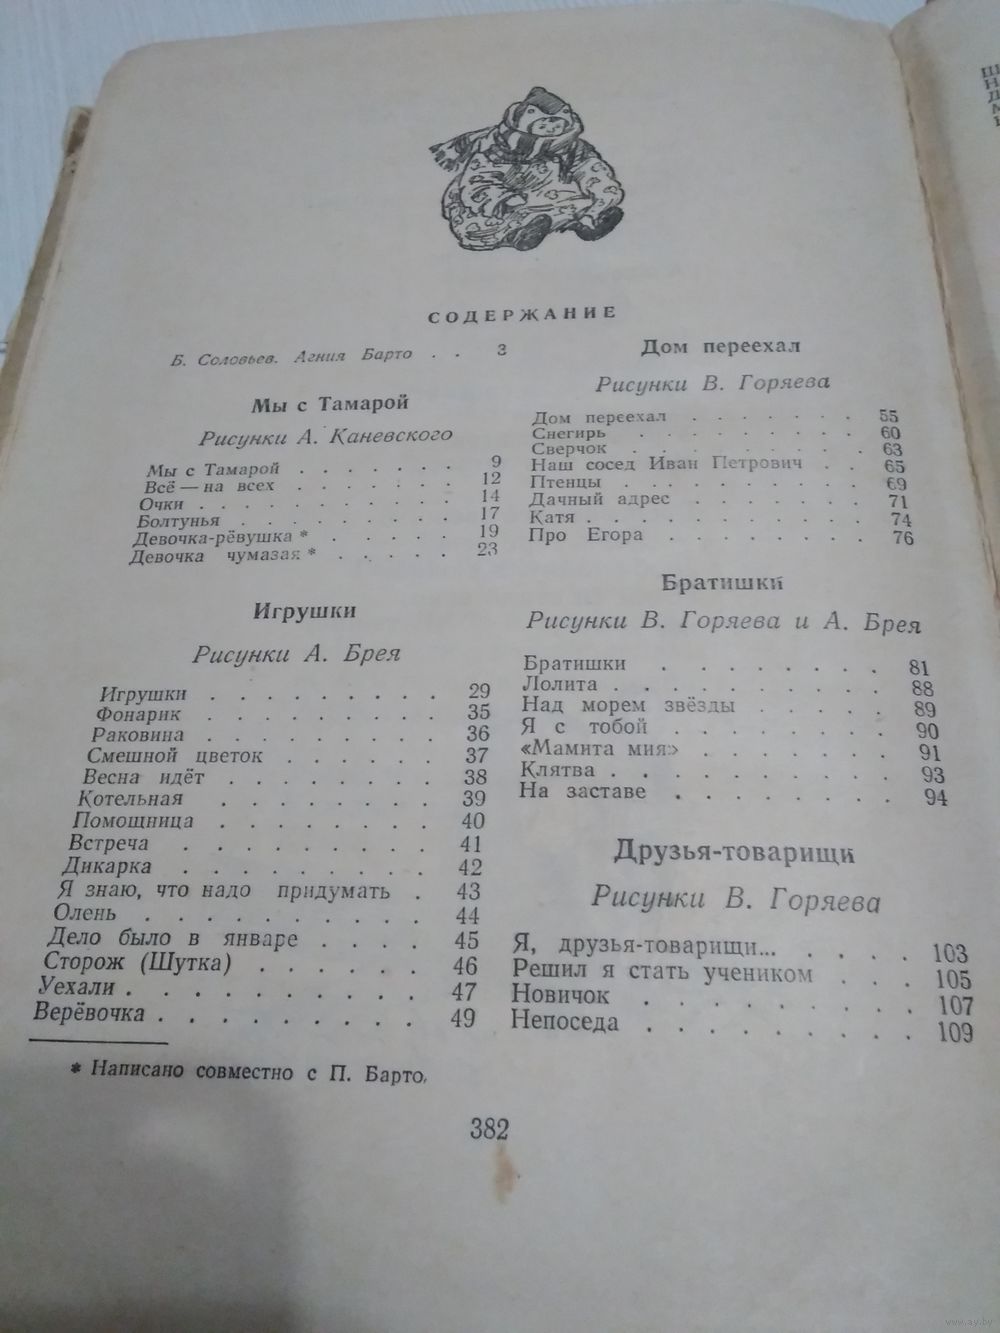 СОДЕРЖАНИЕ
Б. Соловьев. Агния Барто . . 3
Мы с Тамарой
Рисунки А. Каневского
Мы с Тамарой . . . . . . . 9
Всё — на всех . . . . . . . 12
Очки . . . . . . . . . . 14
Болтунья . . . . . . . . . 17
Девочка-рёвушка * . . . . . 19
Девочка чумазая * . . . . . 23
Игрушки
Рисунки А. Брея
Игрушки . . . . . . . . . 29
Фонарик . . . . . . . . . 35
Раковина . . . . . . . . . 36
Смешной цветок . . . . . . 37
Весна идёт . . . . . . . . 38
Котельная . . . . . . . . 39
Помощница . . . . . . . . 40
Встреча . . . . . . . . . 41
Дикарка . . . . . . . . . 42
Я знаю, что надо придумать . 43
Олень . . . . . . . . . . 44
Дело было в январе . . . . 45
Сторож (Шутка) . . . . . . 46
Уехали . . . . . . . . . . 47
Верёвочка . . . . . . . . . 49
* Написано совместно с П. Барто.
Дом переехал
Рисунки В. Горяева
Дом переехал . . . . . . . 55
Снегирь . . . . . . . . . 60
Сверчок . . . . . . . . . 63
Наш сосед Иван Петрович . . 65
Птенцы . . . . . . . . . 69
Дачный адрес . . . . . . . 71
Катя . . . . . . . . . . 74
Про Егора . . . . . . . . 76
Братишки
Рисунки В. Горяева и А. Брея
Братишки . . . . . . . . 81
Лолита . . . . . . . . . . 88
Над морем звёзды . . . . . 89
Я с тобой . . . . . . . . 90
«Мамита мия» . . . . . . . 91
Клятва . . . . . . . . . . 93
На заставе . . . . . . . . 94
Друзья-товарищи
Рисунки В. Горяева
Я, друзья-товарищи... . . . . 103
Решил я стать учеником . . . 105
Новичок . . . . . . . . . 107
Непоседа . . . . . . . . . 109
382
www.ay.by